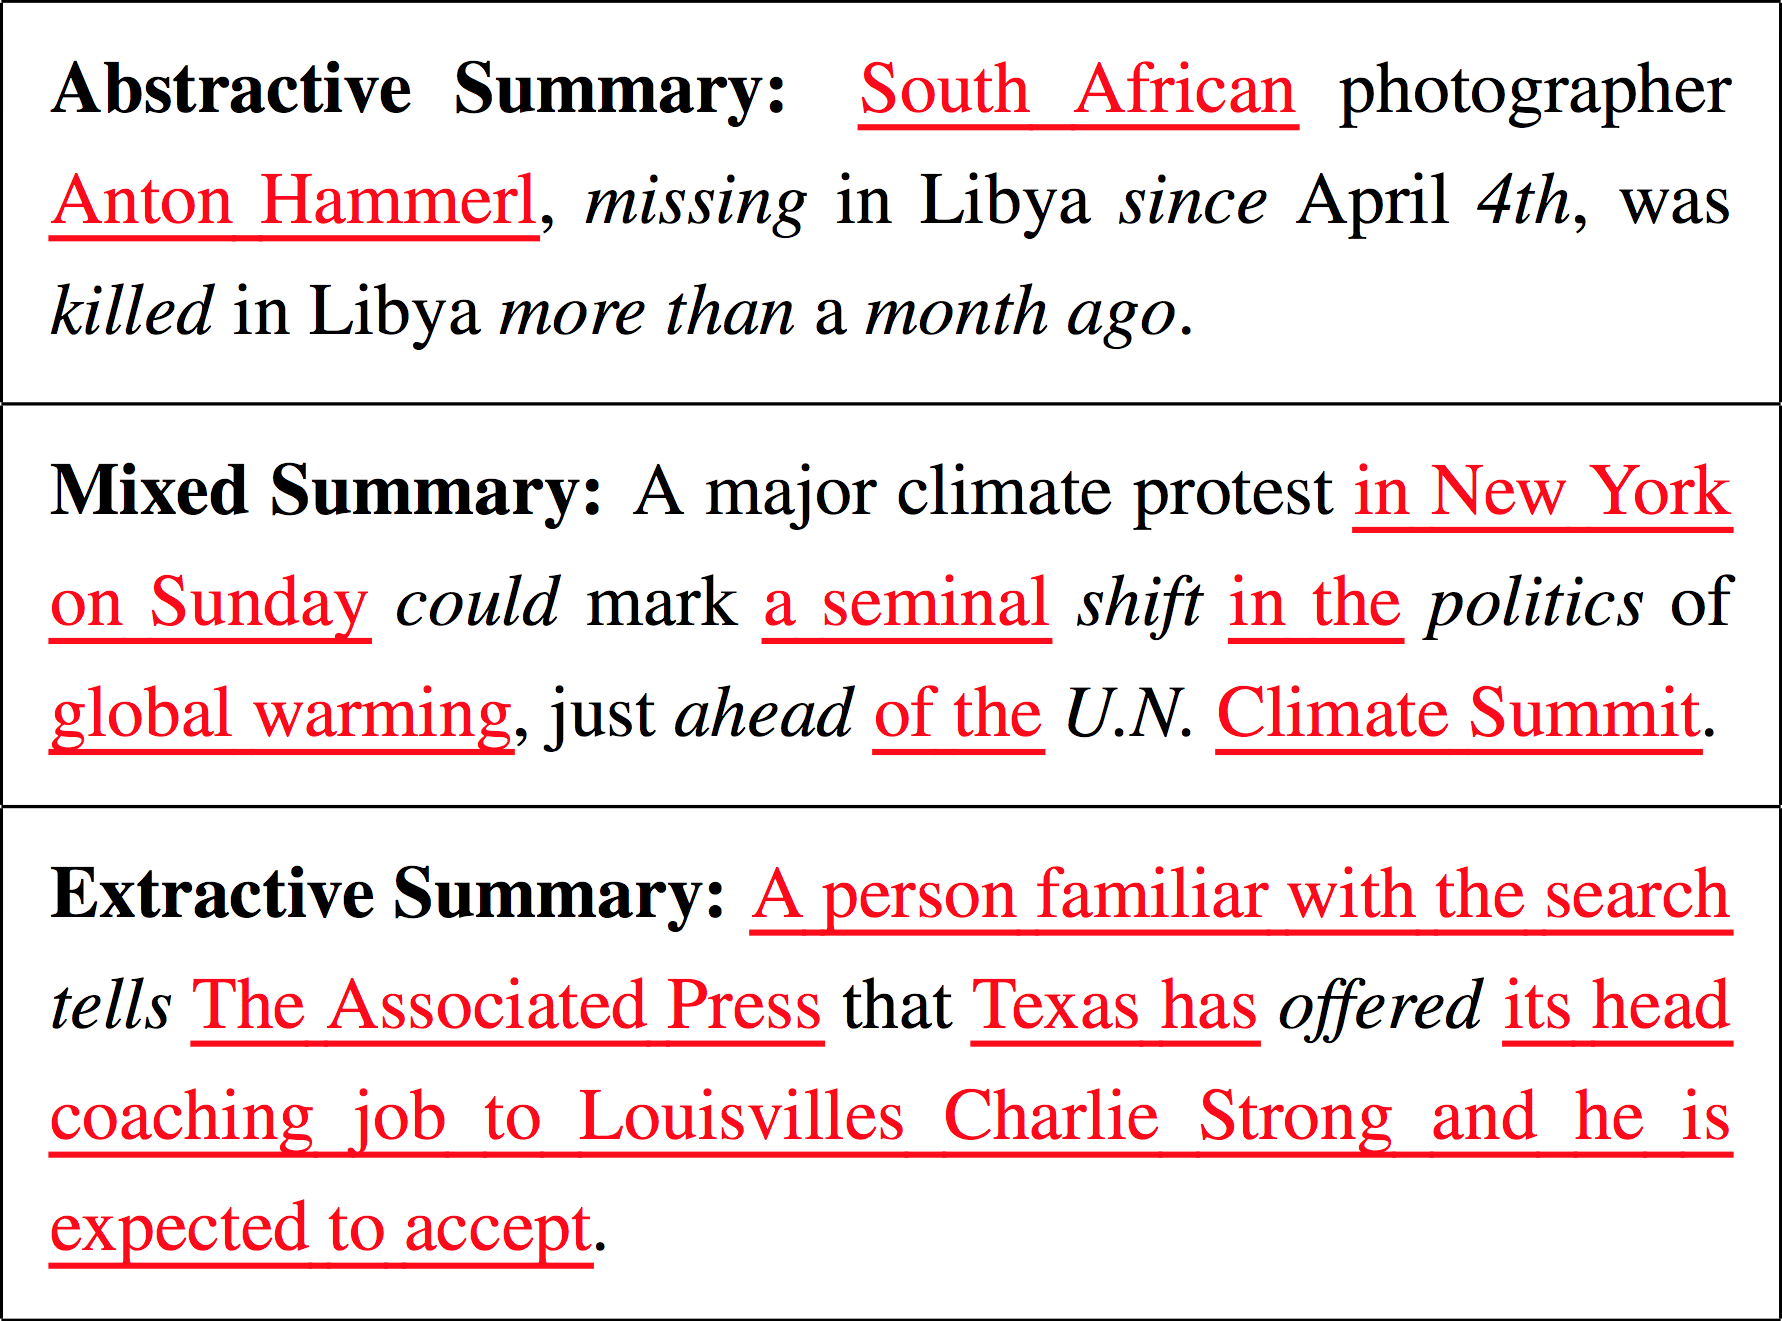 Abstractive Summary: South African photographer
Anton Hammerl, missing in Libya since April 4th, was
killed in Libya more than a month ago.
Mixed Summary: A major climate protest in New York
on Sunday could mark a seminal shift in the politics of
global warming, just ahead of the U.N. Climate Summit.
Extractive Summary: A person familiar with the search
tells The Associated Press that Texas has offered its head
coaching job to Louisvilles Charlie Strong and he is
expected to accept.